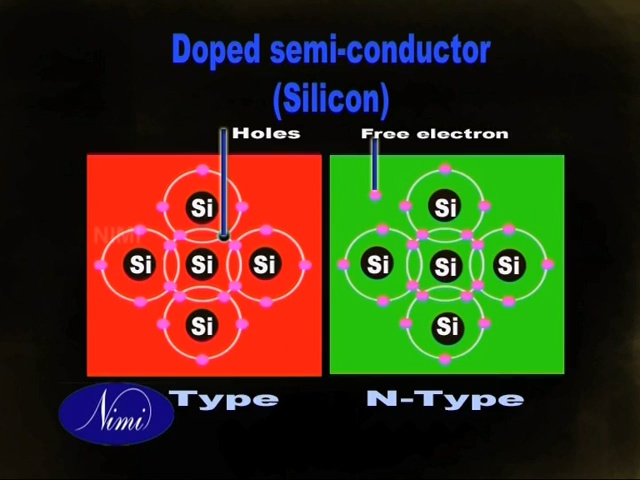 Doped semi-conductor
(Silicon)
Holes
Free electron
Si
Si
NIMI
Si
Si
Si
Si
Si
Si
Si
Si
Type
N-Type
Nimi